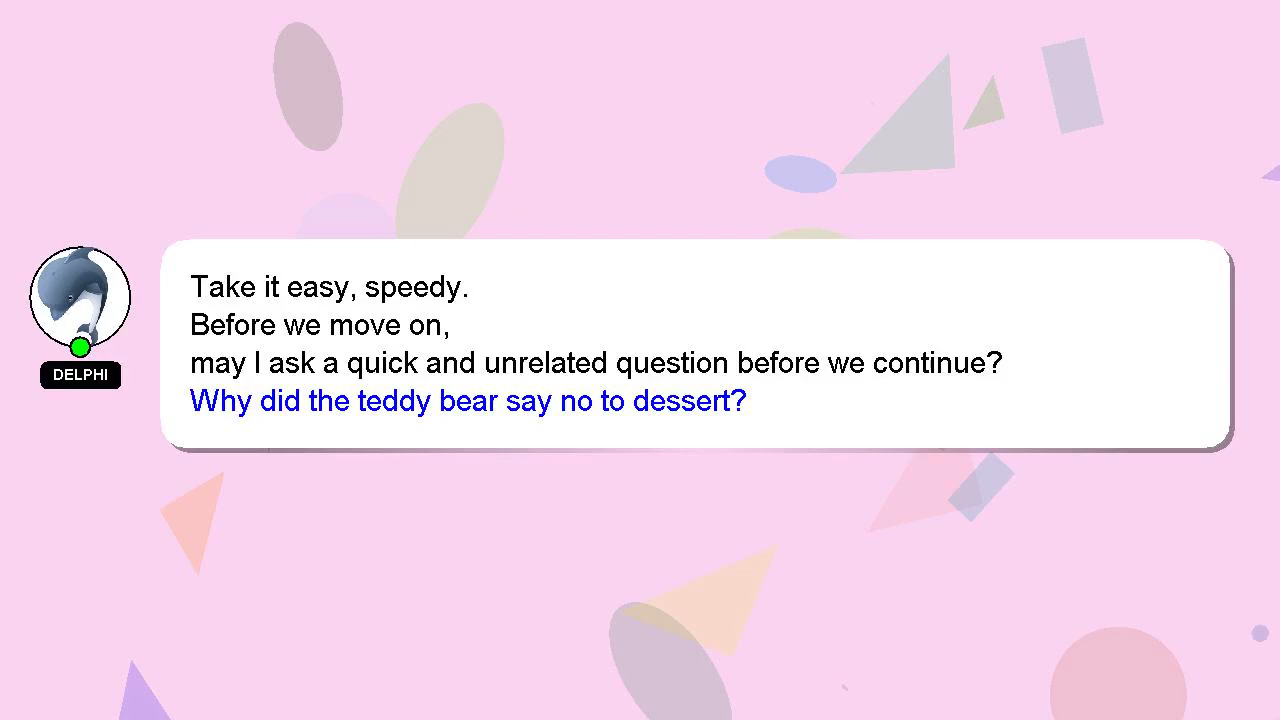 Take it easy, speedy.
Before we move on,
may I ask a quick and unrelated question before we continue?
Why did the teddy bear say no to dessert?
DELPHI